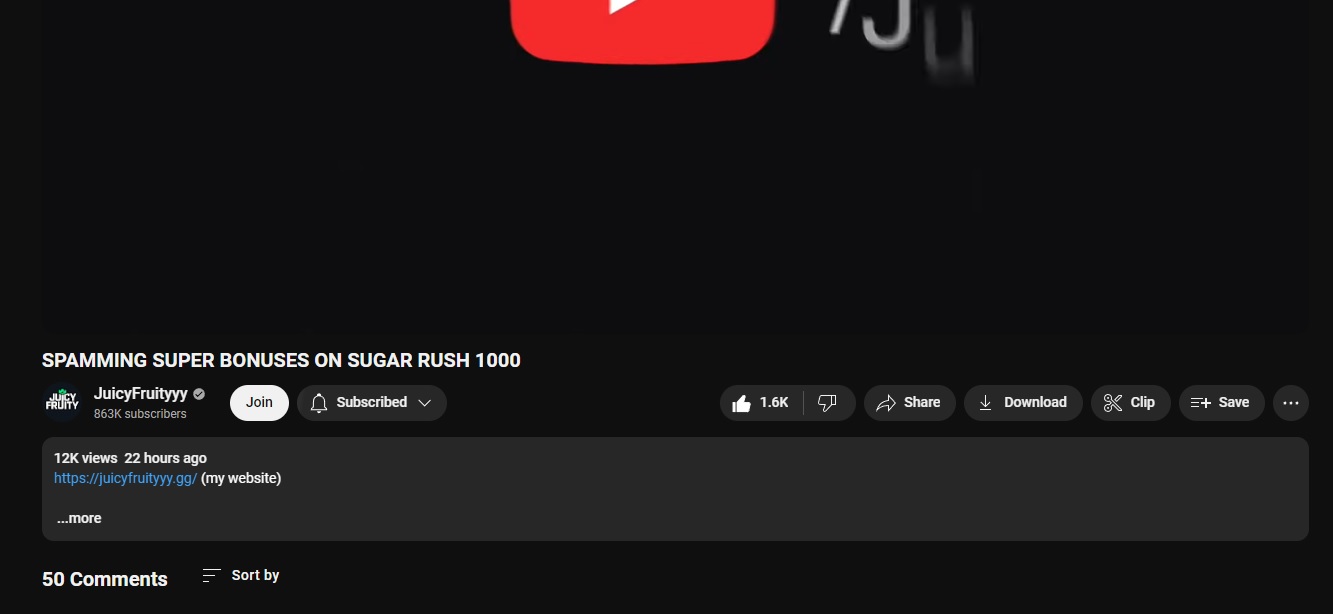 SPAMMING SUPER BONUSES ON SUGAR RUSH 1000
JUICY
FRUITY
JuicyFruityyy
863K subscribers
Join
Subscribed
1.6K
Share
Download
Clip
Save
12K views 22 hours ago
https://juicyfruityyy.gg/ (my website)
...more
50 Comments
Sort by